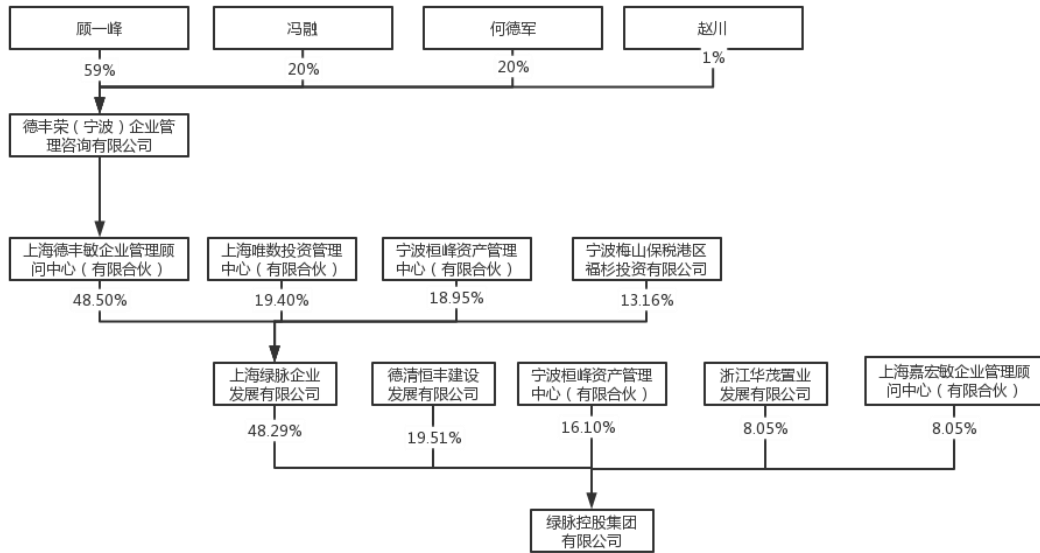 顾一峰
冯融
何德军
赵川
59%
20%
20%
1%
德丰荣（宁波）企业管
理咨询有限公司
上海德丰敏企业管理顾
问中心（有限合伙）
上海唯数投资管理
中心（有限合伙）
宁波桓峰资产管理
中心（有限合伙）
宁波梅山保税港区
福杉投资有限公司
48.50%
19.40%
18.95%
13.16%
上海绿脉企业
发展有限公司
德清恒丰建设
发展有限公司
宁波桓峰资产管理
中心（有限合伙）
浙江华茂置业
发展有限公司
上海嘉宏敏企业管理顾
问中心（有限合伙）
48.29%
19.51%
16.10%
8.05%
8.05%
绿脉控股集团
有限公司